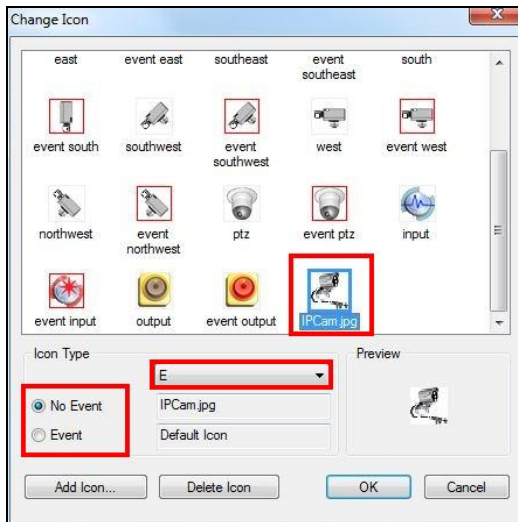 Change Icon
x
east event east southeast event southeast south
event south southwest event southwest west event west
northwest event northwest ptz event ptz input
event input output event output IPCam.jpg
Icon Type
Preview
E
No Event IPCam.jpg
Event Default Icon
Add Icon... Delete Icon OK Cancel